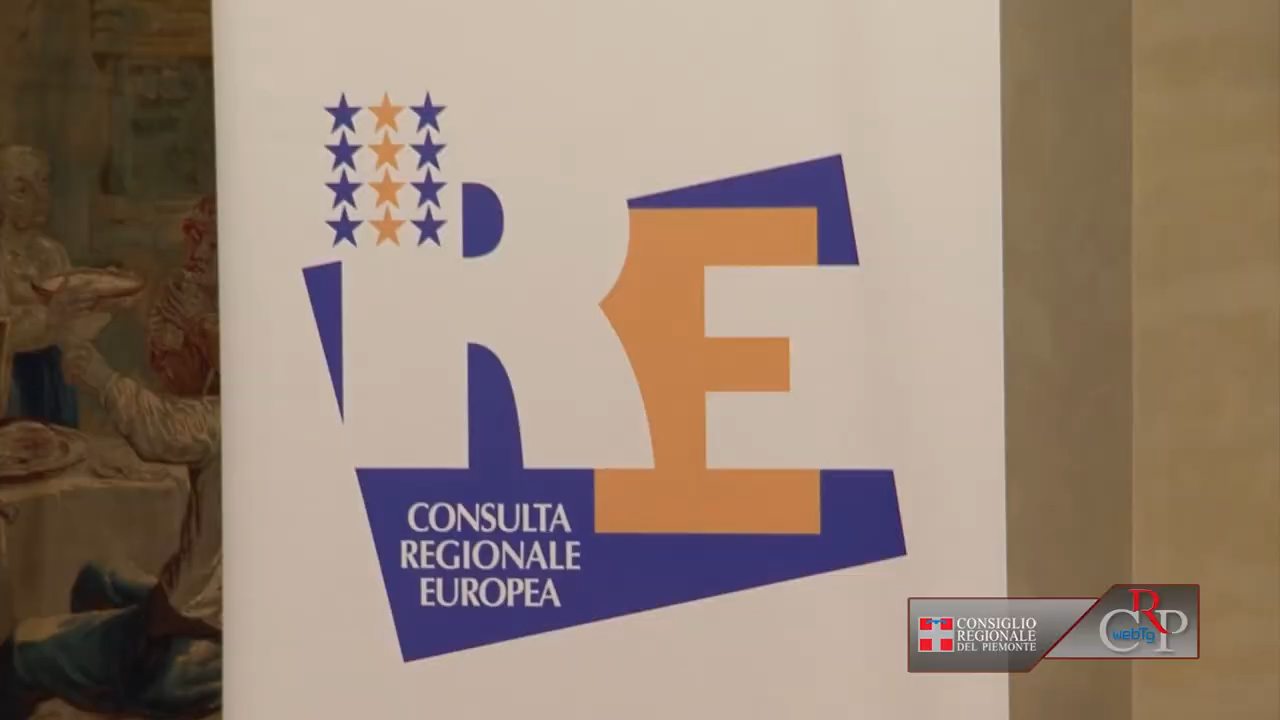 RE
CONSULTA
REGIONALE
EUROPEA
CONSIGLIO
REGIONALE
DEL PIEMONTE
CRP
webTg